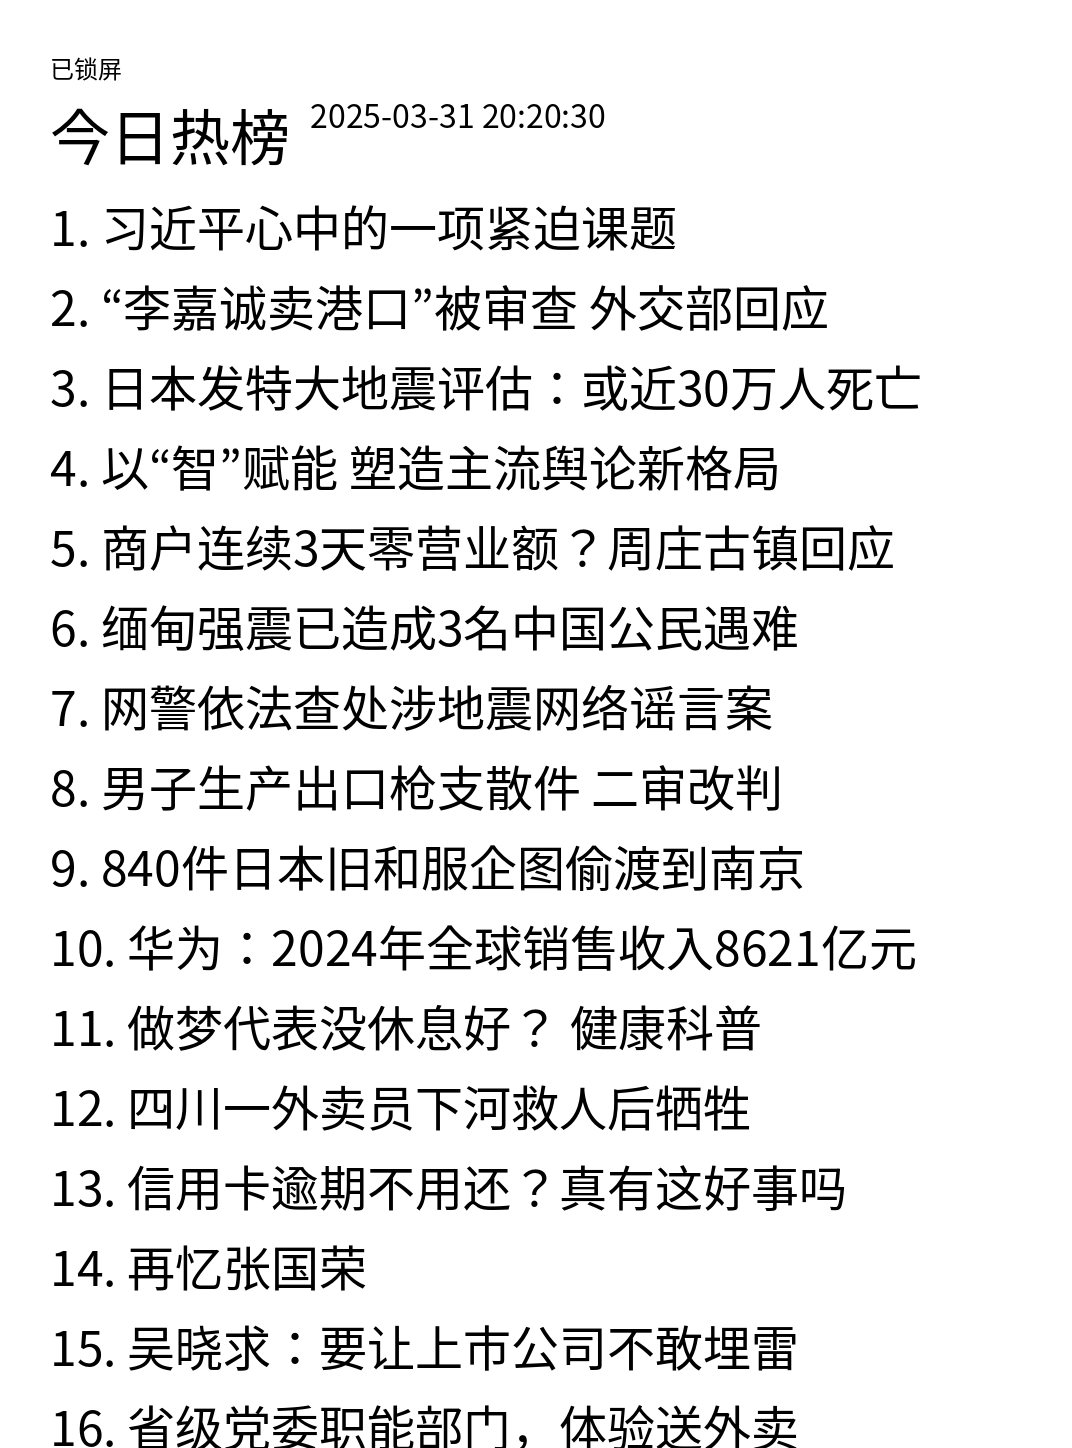 已锁屏
今日热榜 2025-03-31 20:20:30
1. 习近平心中的一项紧迫课题
2. “李嘉诚卖港口”被审查 外交部回应
3. 日本发特大地震评估：或近30万人死亡
4. 以“智”赋能 塑造主流舆论新格局
5. 商户连续3天零营业额？周庄古镇回应
6. 缅甸强震已造成3名中国公民遇难
7. 网警依法查处涉地震网络谣言案
8. 男子生产出口枪支散件 二审改判
9. 840件日本旧和服企图偷渡到南京
10. 华为：2024年全球销售收入8621亿元
11. 做梦代表没休息好？ 健康科普
12. 四川一外卖员下河救人后牺牲
13. 信用卡逾期不用还？真有这好事吗
14. 再忆张国荣
15. 吴晓求：要让上市公司不敢埋雷
16. 省级党委职能部门，体验送外卖